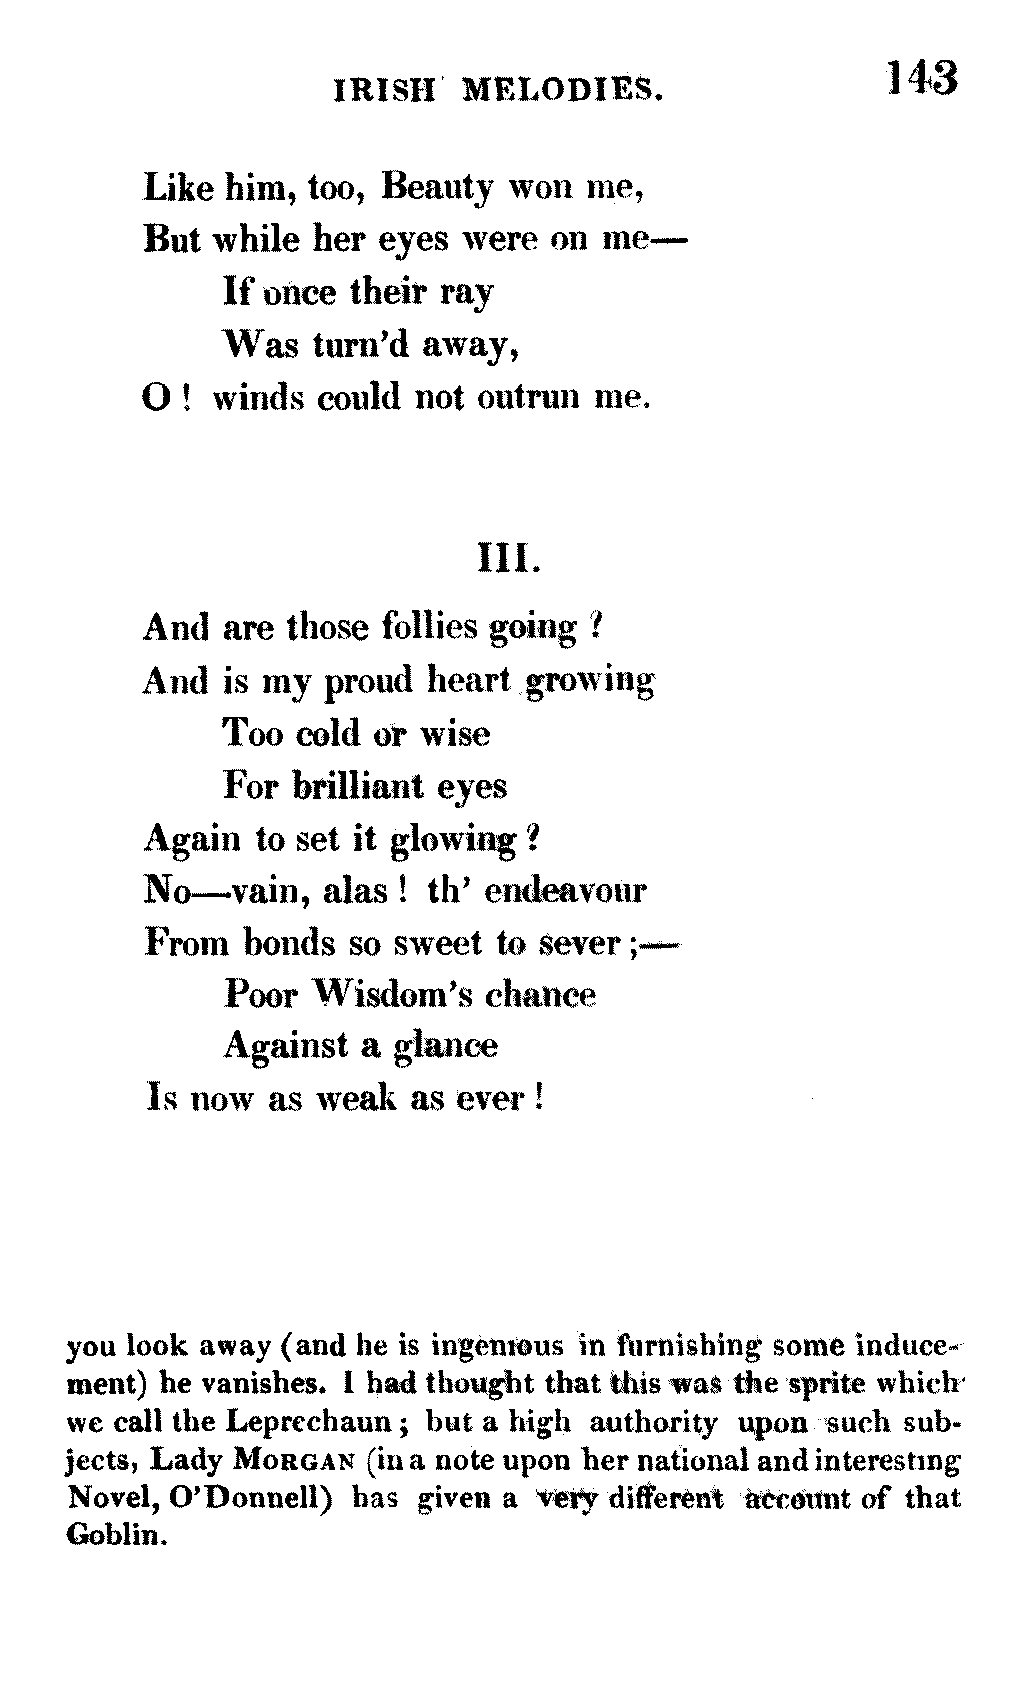 IRISH MELODIES. 143
Like him, too, Beauty won me,
But while her eyes were on me—
If once their ray
Was turn'd away,
O! winds could not outrun me.
III.
And are those follies going?
And is my proud heart growing
Too cold or wise
For brilliant eyes
Again to set it glowing?
No—vain, alas! th' endeavour
From bonds so sweet to sever;—
Poor Wisdom's chance
Against a glance
Is now as weak as ever!
you look away (and he is ingenious in furnishing some induce-
ment) he vanishes. I had thought that this was the sprite which
we call the Leprechaun; but a high authority upon such sub-
jects, Lady MORGAN (in a note upon her national and interesting
Novel, O'Donnell) has given a very different account of that
Goblin.